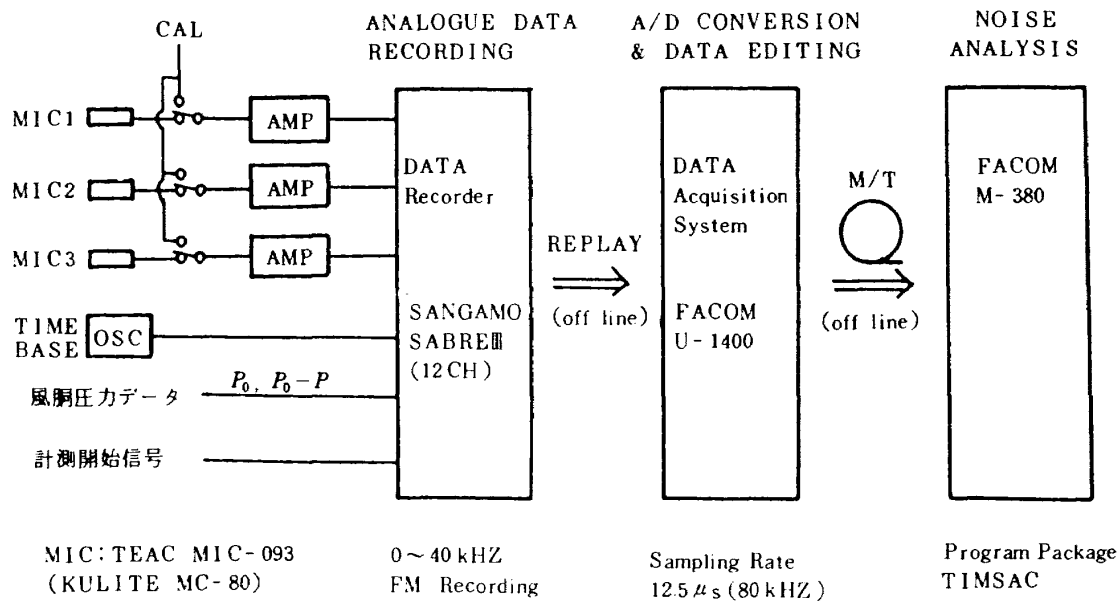 CAL
ANALOGUE DATA
RECORDING
A/D CONVERSION
& DATA EDITING
NOISE
ANALYSIS
MIC1
AMP
MIC2
AMP
MIC3
AMP
TIME
BASE
OSC
風胴圧力データ
P₀, P₀−P
計測開始信号
DATA
Recorder
SANGAMO
SABREⅢ
(12CH)
REPLAY
(off line)
DATA
Acquisition
System
FACOM
U-1400
M/T
(off line)
FACOM
M-380
MIC:TEAC MIC-093
(KULITE MC-80)
0~40kHZ
FM Recording
Sampling Rate
12.5μs(80kHZ)
Program Package
TIMSAC